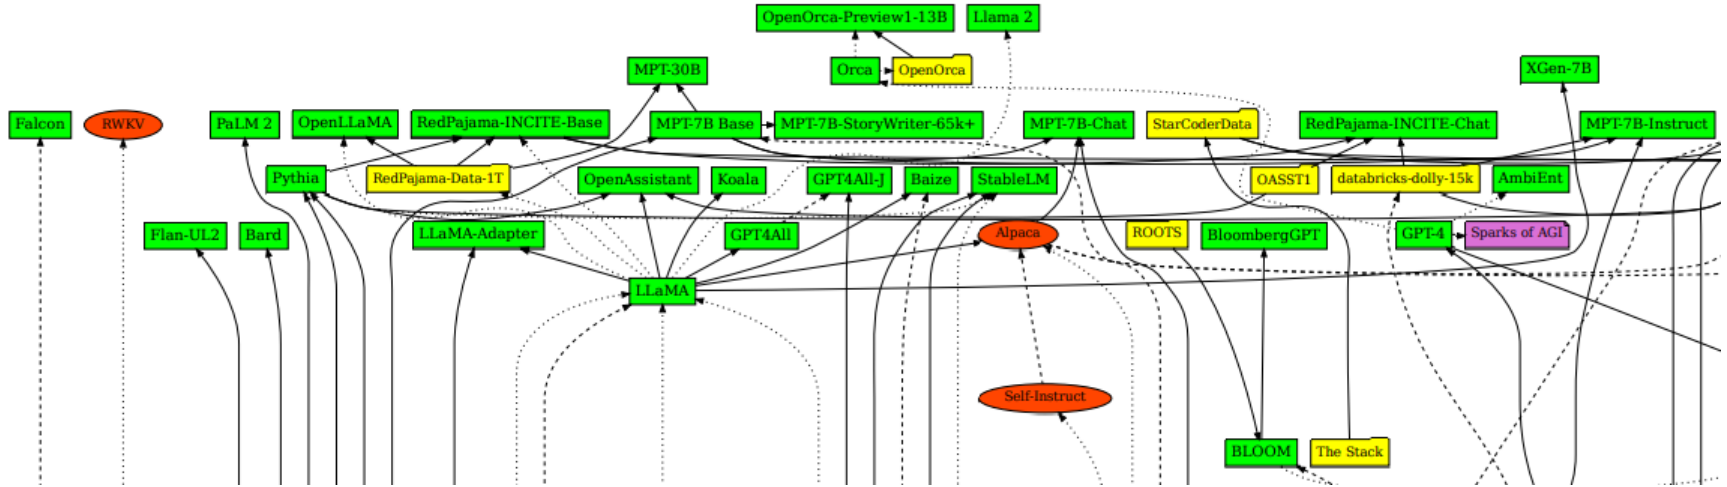 OpenOrca-Preview1-13B
Llama 2
MPT-30B
Orca
OpenOrca
XGen-7B
Falcon
RWKV
PaLM 2
OpenLLaMA
RedPajama-INCITE-Base
MPT-7B Base
MPT-7B-StoryWriter-65k+
MPT-7B-Chat
StarCoderData
RedPajama-INCITE-Chat
MPT-7B-Instruct
Pythia
RedPajama-Data-1T
OpenAssistant
Koala
GPT4All-J
Baize
StableLM
OASST1
databricks-dolly-15k
AmbiEnt
Flan-UL2
Bard
LLaMA-Adapter
GPT4All
Alpaca
ROOTS
BloombergGPT
GPT-4
Sparks of AGI
LLaMA
Self-Instruct
BLOOM
The Stack